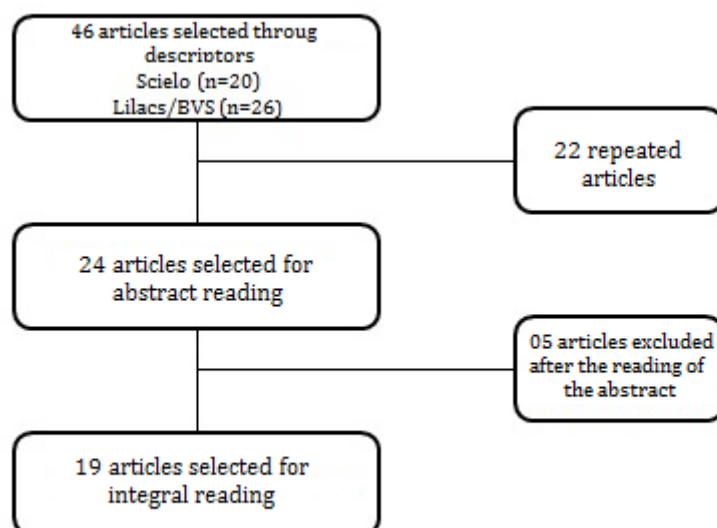 46 articles selected throug
descriptors
Scielo (n=20)
Lilacs/BVS (n=26)
22 repeated
articles
24 articles selected for
abstract reading
05 articles excluded
after the reading of
the abstract
19 articles selected for
integral reading